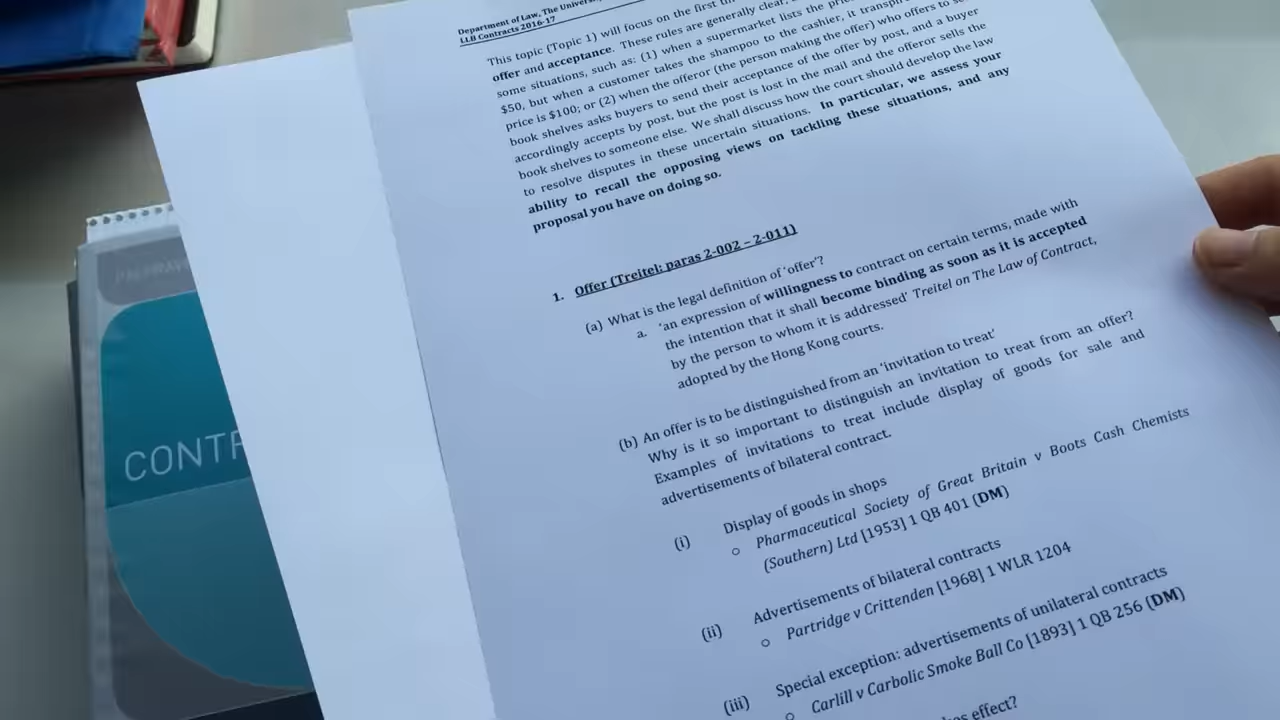 Department of Law, The
LLB Contracts 2016-17
This topic (Topic 1) will focus on the first
offer and acceptance. These rules are generally clear,
some situations, such as: (1) when a supermarket lists the
$50, but when a customer takes the shampoo to the cashier, it
price is $100; or (2) when the offeror (the person making the offer) who offers to
book shelves asks buyers to send their acceptance of the offer by post, and a buyer
accordingly accepts by post, but the post is lost in the mail and the offeror sells the
book shelves to someone else. We shall discuss how the court should develop the law
to resolve disputes in these uncertain situations. In particular, we assess your
ability to recall the opposing views on tackling these situations, and any
proposal you have on doing so.
1. Offer (Treitel: paras 2-002 – 2-011)
(a) What is the legal definition of 'offer'?
a. 'an expression of willingness to contract on certain terms, made with
the intention that it shall become binding as soon as it is accepted
by the person to whom it is addressed' Treitel on The Law of Contract,
adopted by the Hong Kong courts.
(b) An offer is to be distinguished from an 'invitation to treat'
Why is it so important to distinguish an invitation to treat from an offer?
Examples of invitations to treat include display of goods for sale and
advertisements of bilateral contract.
(i) Display of goods in shops
o Pharmaceutical Society of Great Britain v Boots Cash Chemists
(Southern) Ltd [1953] 1 QB 401 (DM)
(ii) Advertisements of bilateral contracts
o Partridge v Crittenden [1968] 1 WLR 1204
(iii) Special exception: advertisements of unilateral contracts
o Carlill v Carbolic Smoke Ball Co [1893] 1 QB 256 (DM)
effect?